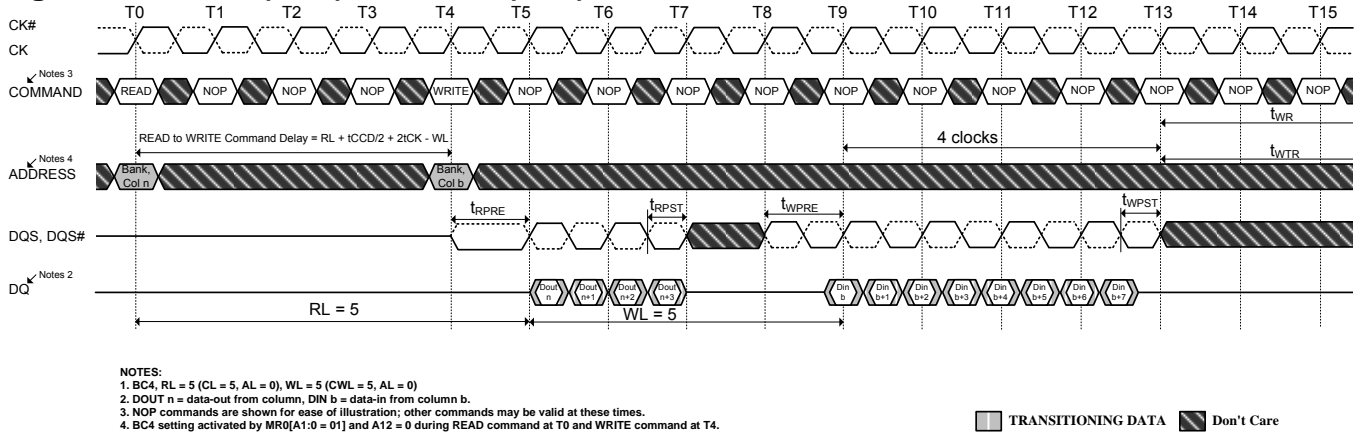 T0 T1 T2 T3 T4 T5 T6 T7 T8 T9 T10 T11 T12 T13 T14 T15
CK#
CK
Notes 3
COMMAND
READ NOP NOP NOP WRITE NOP NOP NOP NOP NOP NOP NOP NOP NOP NOP NOP
tWR
READ to WRITE Command Delay = RL + tCCD/2 + 2tCK - WL
4 clocks
Notes 4
tWTR
ADDRESS
Bank, Col n
Bank, Col b
tRPRE tRPST tWPRE tWPST
DQS, DQS#
Notes 2
DQ
Dout n Dout n+1 Dout n+2 Dout n+3 Din b Din b+1 Din b+2 Din b+3 Din b+4 Din b+5 Din b+6 Din b+7
RL = 5 WL = 5
NOTES:
1. BC4, RL = 5 (CL = 5, AL = 0), WL = 5 (CWL = 5, AL = 0)
2. DOUT n = data-out from column, DIN b = data-in from column b.
3. NOP commands are shown for ease of illustration; other commands may be valid at these times.
4. BC4 setting activated by MR0[A1:0 = 01] and A12 = 0 during READ command at T0 and WRITE command at T4.
TRANSITIONING DATA Don't Care